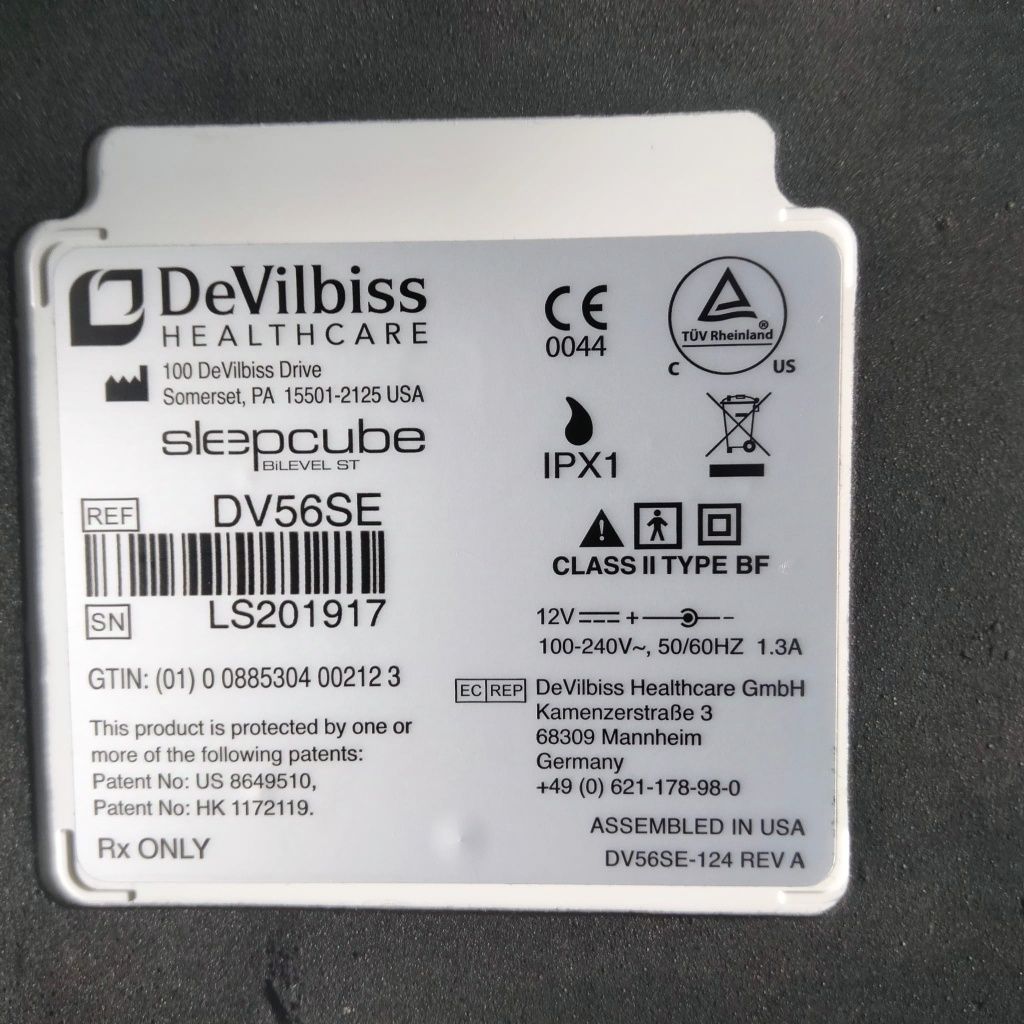 DeVilbiss
HEALTHCARE
100 DeVilbiss Drive
Somerset, PA 15501-2125 USA
sleepcube
BiLEVEL ST
REF DV56SE
SN LS201917
GTIN: (01) 0 0885304 00212 3
This product is protected by one or
more of the following patents:
Patent No: US 8649510,
Patent No: HK 1172119.
Rx ONLY
CE
0044
TÜV Rheinland®
C US
IPX1
CLASS II TYPE BF
12V + -
100-240V~, 50/60HZ 1.3A
EC REP DeVilbiss Healthcare GmbH
Kamenzerstraße 3
68309 Mannheim
Germany
+49 (0) 621-178-98-0
ASSEMBLED IN USA
DV56SE-124 REV A